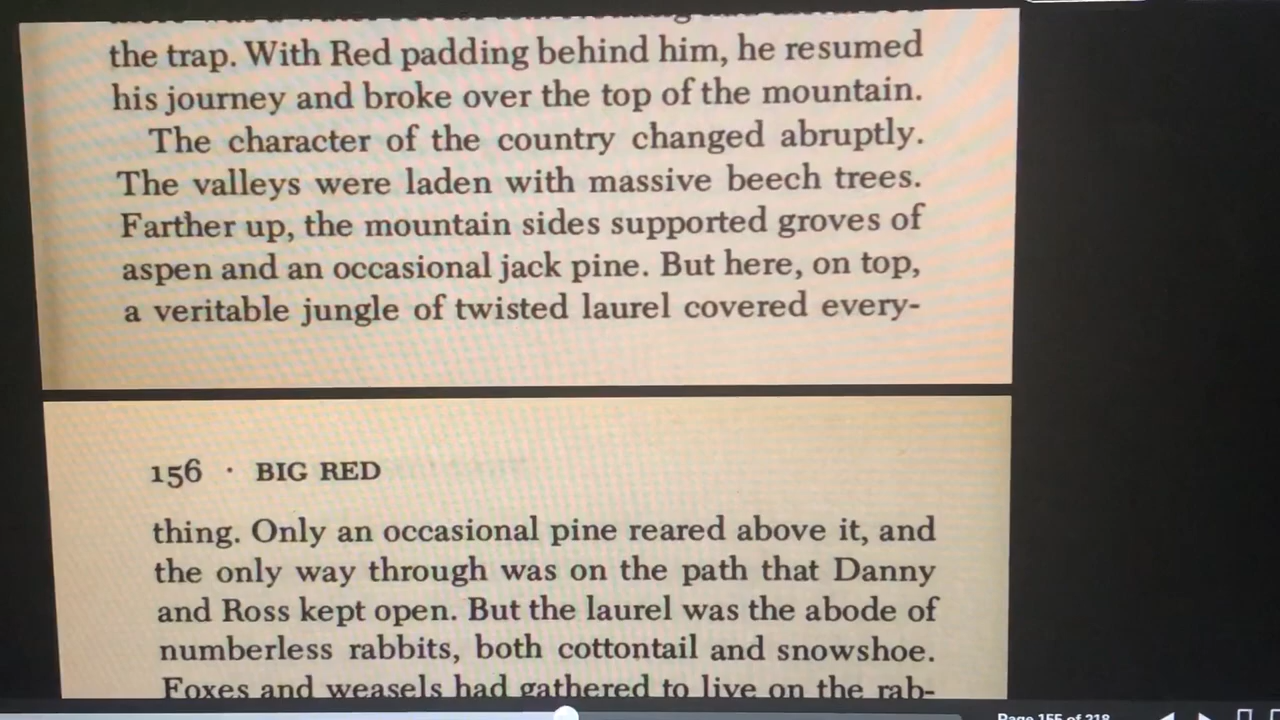 the trap. With Red padding behind him, he resumed
his journey and broke over the top of the mountain.
The character of the country changed abruptly.
The valleys were laden with massive beech trees.
Farther up, the mountain sides supported groves of
aspen and an occasional jack pine. But here, on top,
a veritable jungle of twisted laurel covered every-
156 · BIG RED
thing. Only an occasional pine reared above it, and
the only way through was on the path that Danny
and Ross kept open. But the laurel was the abode of
numberless rabbits, both cottontail and snowshoe.
Foxes and weasels had gathered to live on the rab-
Page 155 of 218